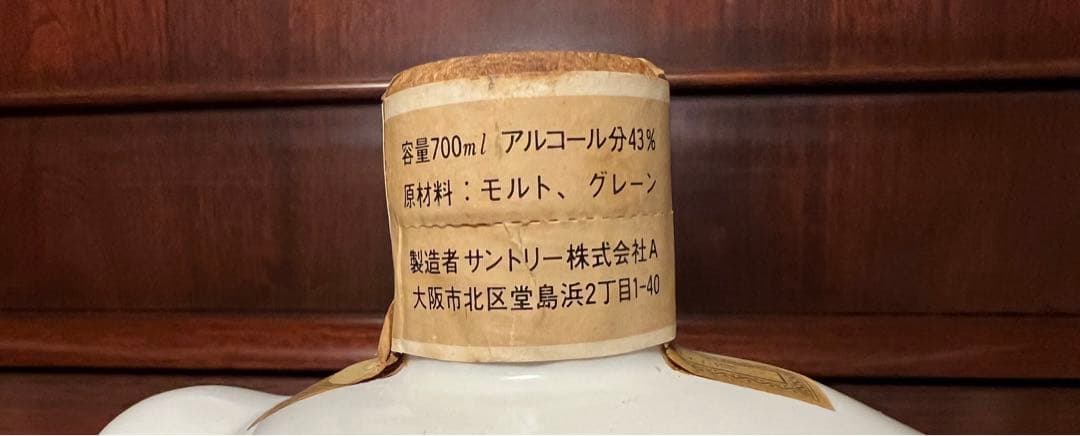 容量700ml アルコール分43%
原材料：モルト、グレーン
製造者サントリー株式会社A
大阪市北区堂島浜2丁目1-40